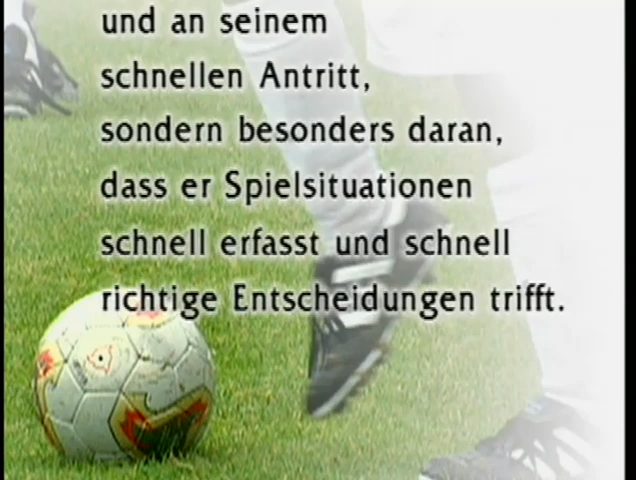 und an seinem
schnellen Antritt,
sondern besonders daran,
dass er Spielsituationen
schnell erfasst und schnell
richtige Entscheidungen trifft.